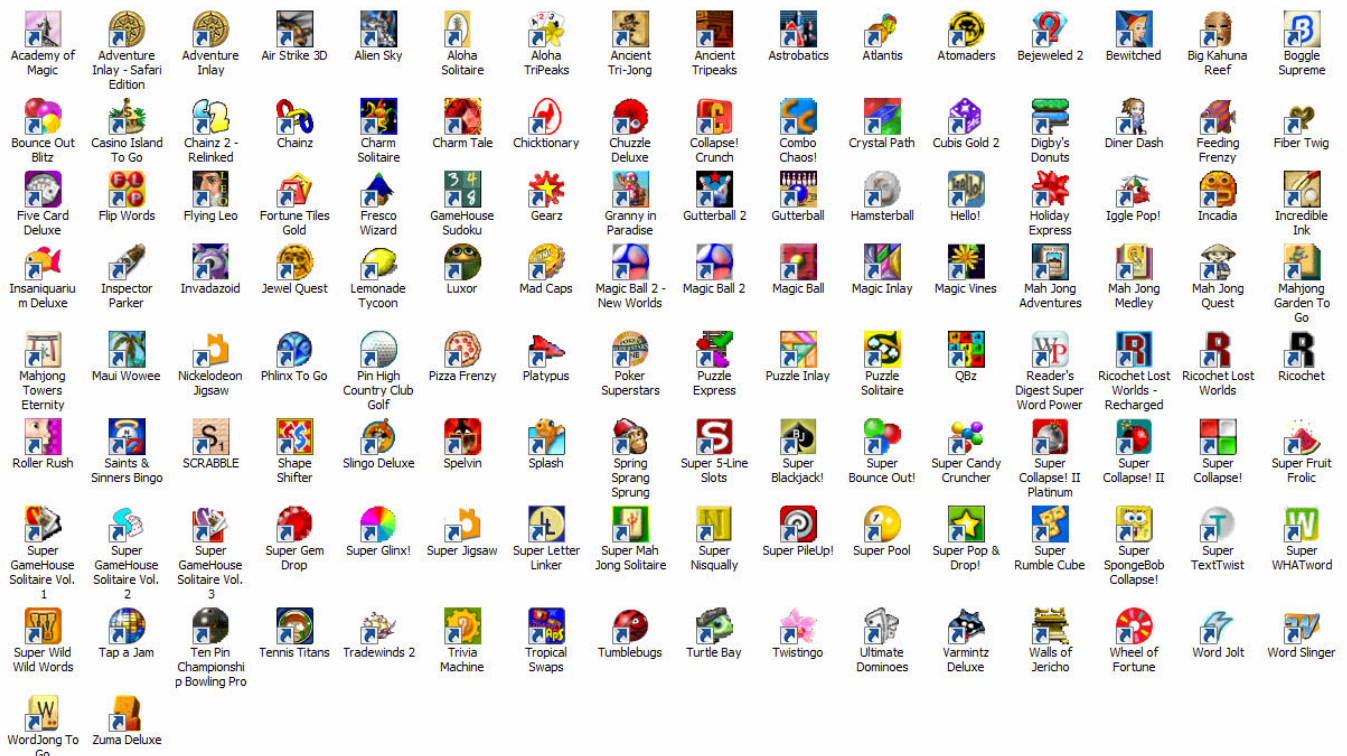 Academy of Magic
Adventure Inlay - Safari Edition
Adventure Inlay
Air Strike 3D
Alien Sky
Aloha Solitaire
Aloha TriPeaks
Ancient Tri-Jong
Ancient Tripeaks
Astrobatics
Atlantis
Atomaders
Bejeweled 2
Bewitched
Big Kahuna Reef
Boggle Supreme
Bounce Out Blitz
Casino Island To Go
Chainz 2 - Relinked
Chainz
Charm Solitaire
Charm Tale
Chicktionary
Chuzzle Deluxe
Collapse! Crunch
Combo Chaos!
Crystal Path
Cubis Gold 2
Digby's Donuts
Diner Dash
Feeding Frenzy
Fiber Twig
Five Card Deluxe
Flip Words
Flying Leo
Fortune Tiles Gold
Fresco Wizard
GameHouse Sudoku
Gearz
Granny in Paradise
Gutterball 2
Gutterball
Hamsterball
Hello!
Holiday Express
Iggle Pop!
Incadia
Incredible Ink
Insaniquarium Deluxe
Inspector Parker
Invadazoid
Jewel Quest
Lemonade Tycoon
Luxor
Mad Caps
Magic Ball 2 - New Worlds
Magic Ball 2
Magic Ball
Magic Inlay
Magic Vines
Mah Jong Adventures
Mah Jong Medley
Mah Jong Quest
Mahjong Garden To Go
Mahjong Towers Eternity
Maui Wowee
Nickelodeon Jigsaw
Phlinx To Go
Pin High Country Club Golf
Pizza Frenzy
Platypus
Poker Superstars
Puzzle Express
Puzzle Inlay
Puzzle Solitaire
QBz
Reader's Digest Super Word Power
Ricochet Lost Worlds - Recharged
Ricochet Lost Worlds
Ricochet
Roller Rush
Saints & Sinners Bingo
SCRABBLE
Shape Shifter
Slingo Deluxe
Spelvin
Splash
Spring Sprang Sprung
Super 5-Line Slots
Super Blackjack!
Super Bounce Out!
Super Candy Cruncher
Super Collapse! II Platinum
Super Collapse! II
Super Collapse!
Super Fruit Frolic
Super GameHouse Solitaire Vol. 1
Super GameHouse Solitaire Vol. 2
Super GameHouse Solitaire Vol. 3
Super Gem Drop
Super Glinx!
Super Jigsaw
Super Letter Linker
Super Mah Jong Solitaire
Super Nisqually
Super PileUp!
Super Pool
Super Pop & Drop!
Super Rumble Cube
Super SpongeBob Collapse!
Super TextTwist
Super WHATword
Super Wild Wild Words
Tap a Jam
Ten Pin Championship Bowling Pro
Tennis Titans
Tradewinds 2
Trivia Machine
Tropical Swaps
Tumblebugs
Turtle Bay
Twistingo
Ultimate Dominoes
Varmintz Deluxe
Walls of Jericho
Wheel of Fortune
Word Jolt
Word Slinger
WordJong To Go
Zuma Deluxe